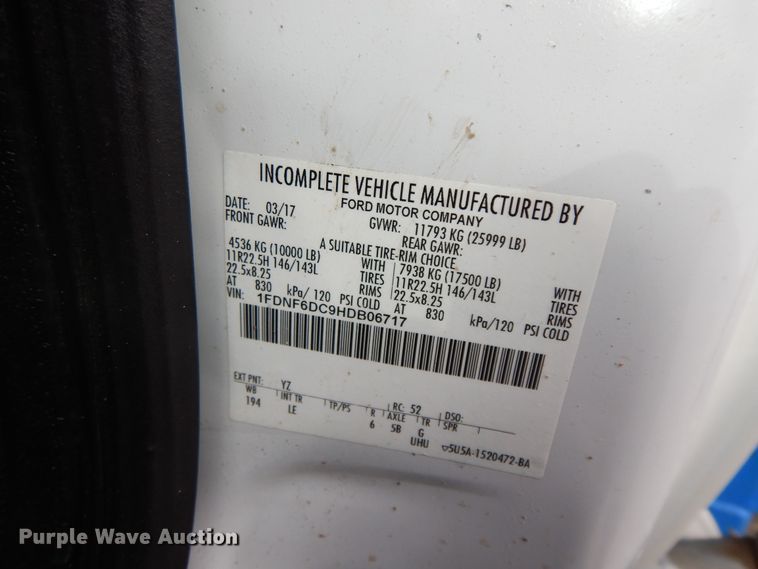 INCOMPLETE VEHICLE MANUFACTURED BY
FORD MOTOR COMPANY
DATE: 03/17 GVWR: 11793 KG (25999 LB)
FRONT GAWR: REAR GAWR:
A SUITABLE TIRE-RIM CHOICE
4536 KG (10000 LB) WITH 7938 KG (17500 LB) WITH
11R22.5H 146/143L TIRES 11R22.5H 146/143L TIRES
22.5x8.25 RIMS 22.5x8.25 RIMS
AT 830 kPa/120 PSI COLD AT 830 kPa/120 PSI COLD
VIN: 1FDNF6DC9HDB06717
EXT PNT: YZ RC: 52 DSO:
WB INT TR TP/PS R AXLE TR SPR
194 LE 6 5B G
UHU 5U5A-1520472-BA
Purple Wave Auction